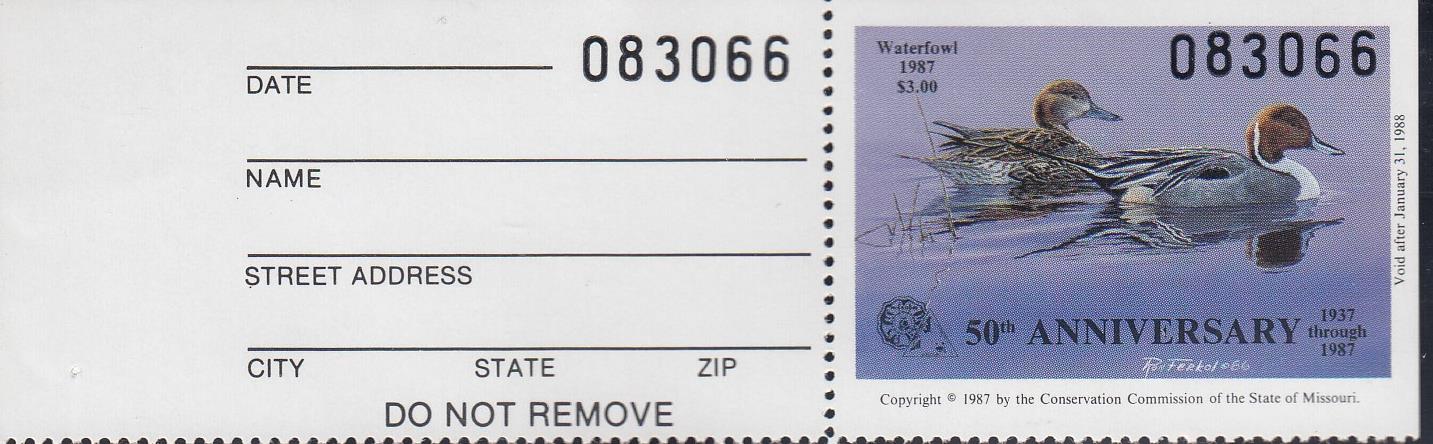 083066
DATE
NAME
STREET ADDRESS
CITY STATE ZIP
DO NOT REMOVE
Waterfowl
1987
$3.00
083066
Void after January 31, 1988
50th ANNIVERSARY
1937
through
1987
Ron Ferkol ©86
Copyright © 1987 by the Conservation Commission of the State of Missouri.